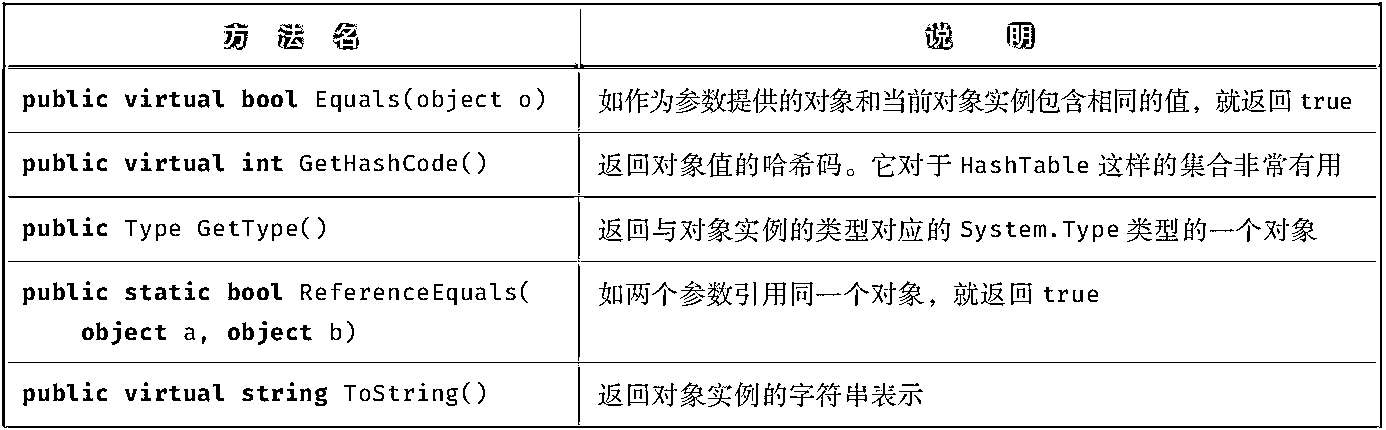 方 法 名
说 明
public virtual bool Equals(object o)
如作为参数提供的对象和当前对象实例包含相同的值，就返回 true
public virtual int GetHashCode()
返回对象值的哈希码。它对于 HashTable 这样的集合非常有用
public Type GetType()
返回与对象实例的类型对应的 System.Type 类型的一个对象
public static bool ReferenceEquals(
object a, object b)
如两个参数引用同一个对象，就返回 true
public virtual string ToString()
返回对象实例的字符串表示